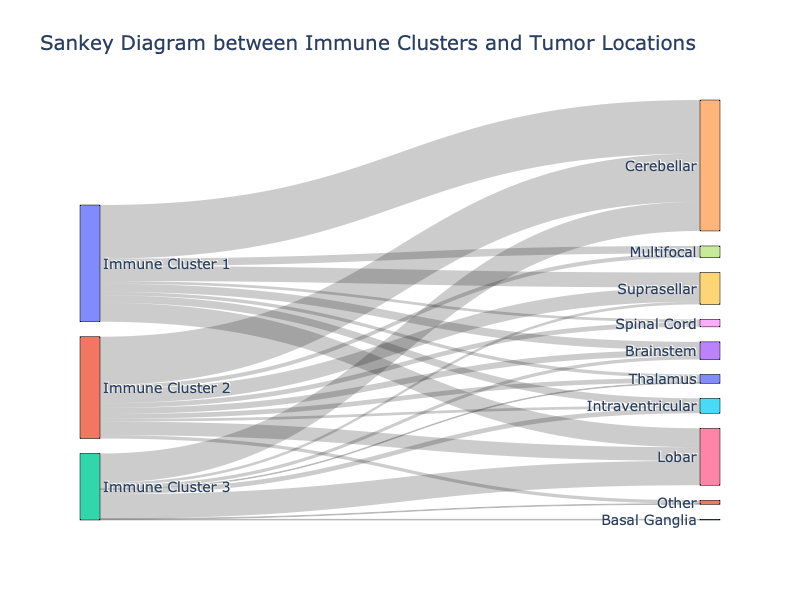 Sankey Diagram between Immune Clusters and Tumor Locations
Immune Cluster 1
Immune Cluster 2
Immune Cluster 3
Cerebellar
Multifocal
Suprasellar
Spinal Cord
Brainstem
Thalamus
Intraventricular
Lobar
Other
Basal Ganglia